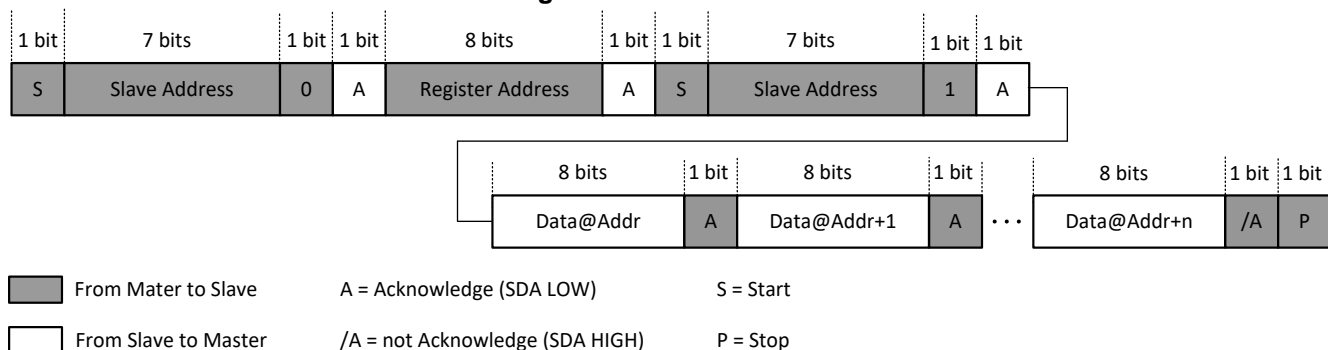 1 bit 7 bits 1 bit 1 bit 8 bits 1 bit 1 bit 7 bits 1 bit 1 bit
S Slave Address 0 A Register Address A S Slave Address 1 A
8 bits 1 bit 8 bits 1 bit 8 bits 1 bit 1 bit
Data@Addr A Data@Addr+1 A ... Data@Addr+n /A P
From Mater to Slave A = Acknowledge (SDA LOW) S = Start
From Slave to Master /A = not Acknowledge (SDA HIGH) P = Stop